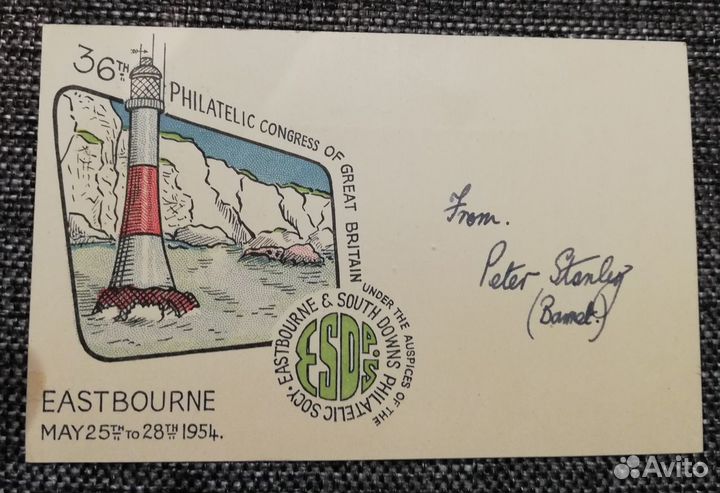 36TH PHILATELIC CONGRESS OF GREAT BRITAIN
UNDER THE AUSPICES OF THE
EASTBOURNE & SOUTH DOWNS PHILATELIC SOCY.
ESDP.S
EASTBOURNE
MAY 25TH TO 28TH 1954.
From.
Peter Stanley
(Barnet.)
Avito